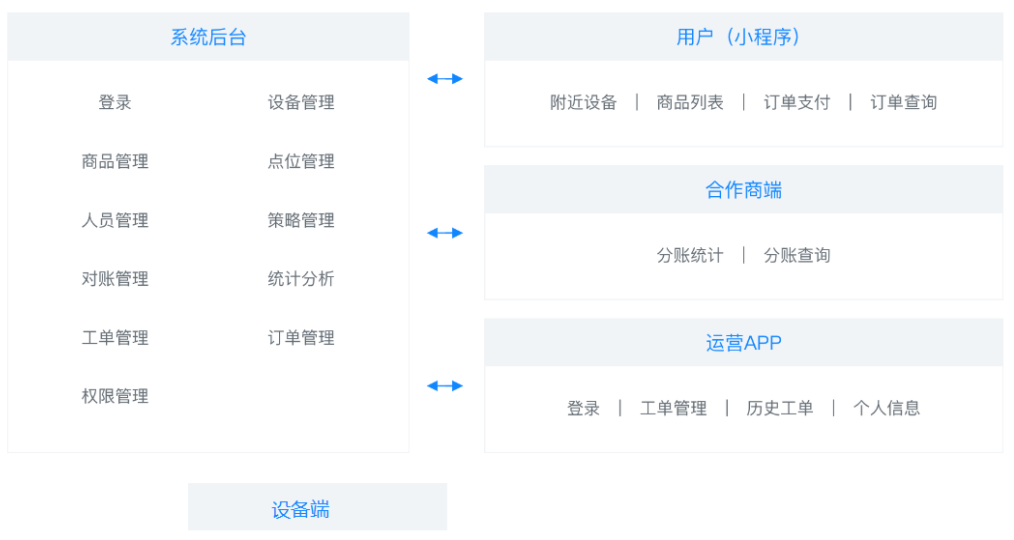 系统后台
登录 设备管理
商品管理 点位管理
人员管理 策略管理
对账管理 统计分析
工单管理 订单管理
权限管理
用户（小程序）
附近设备 | 商品列表 | 订单支付 | 订单查询
合作商端
分账统计 | 分账查询
运营APP
登录 | 工单管理 | 历史工单 | 个人信息
设备端